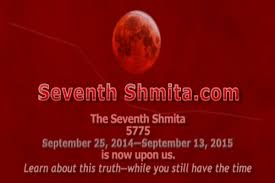 Seventh Shmita.com
The Seventh Shmita
5775
September 25, 2014—September 13, 2015
is now upon us.
Learn about this truth—while you still have the time